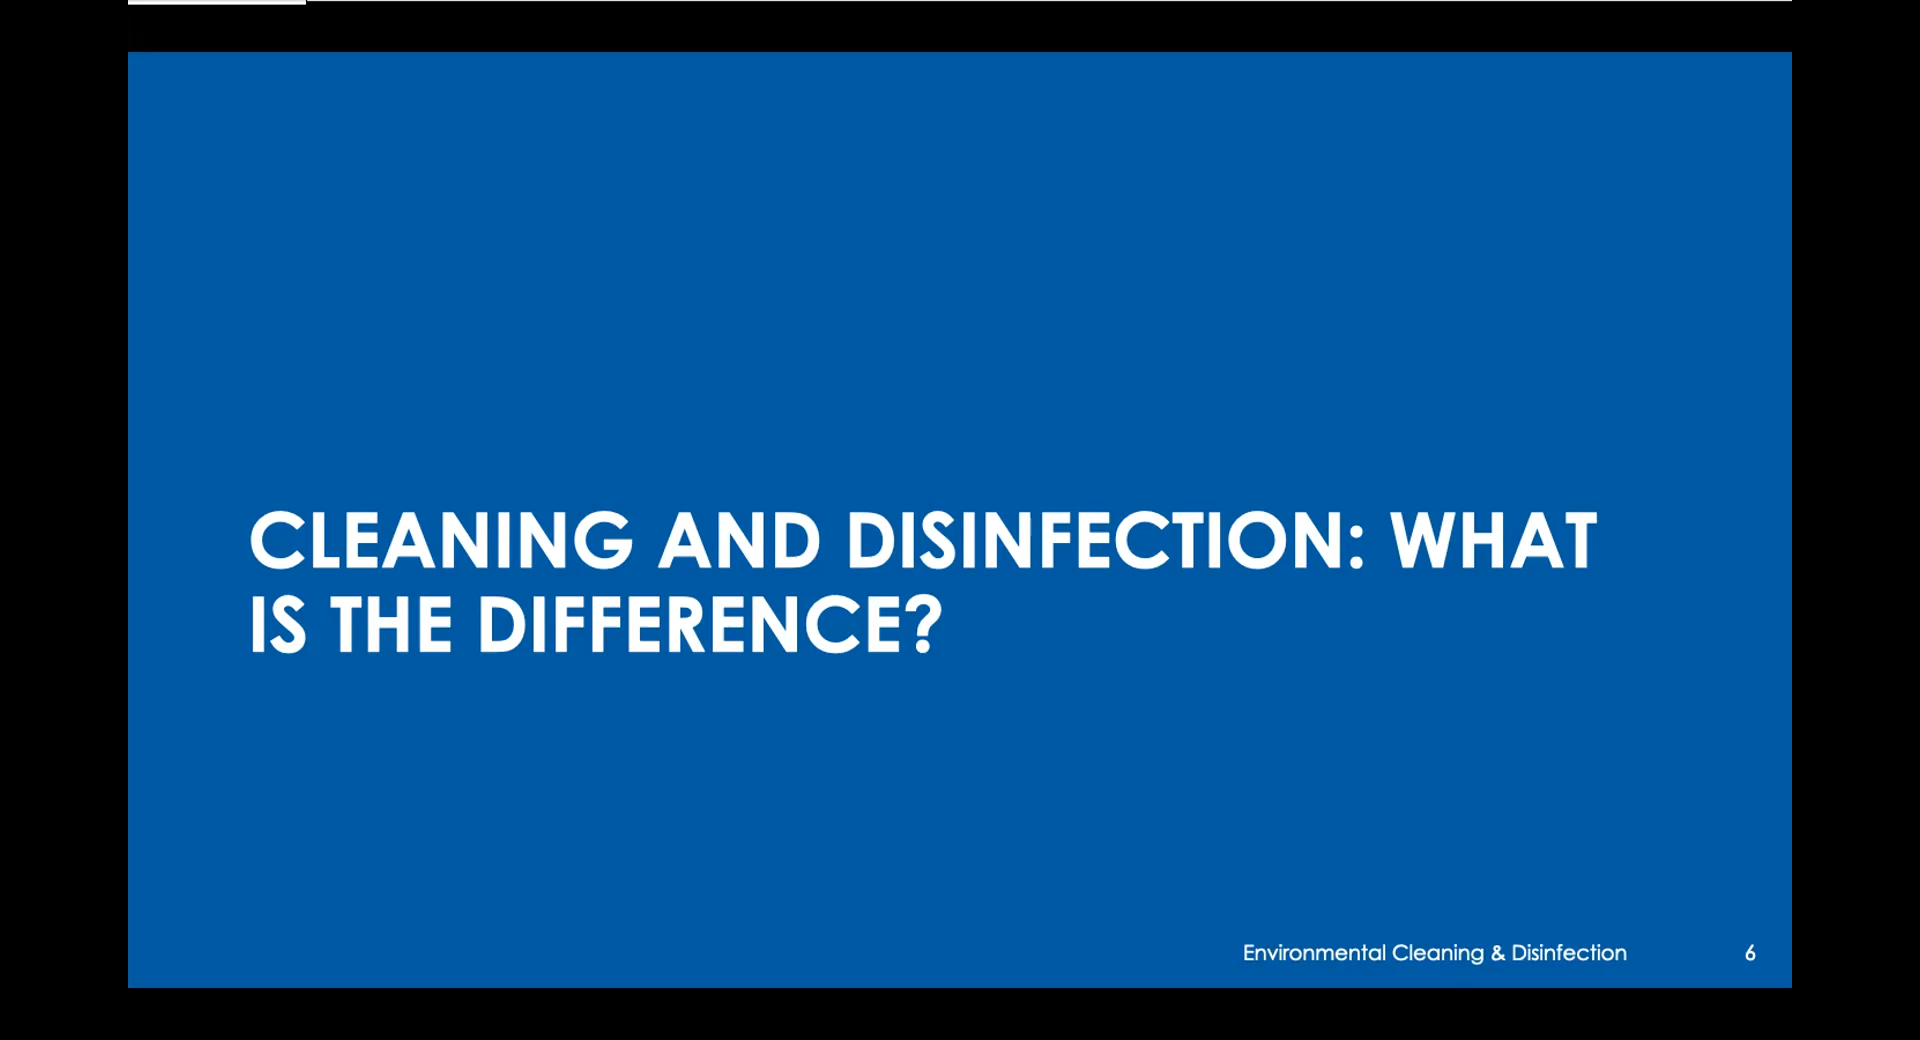 CLEANING AND DISINFECTION: WHAT
IS THE DIFFERENCE?
Environmental Cleaning & Disinfection
6